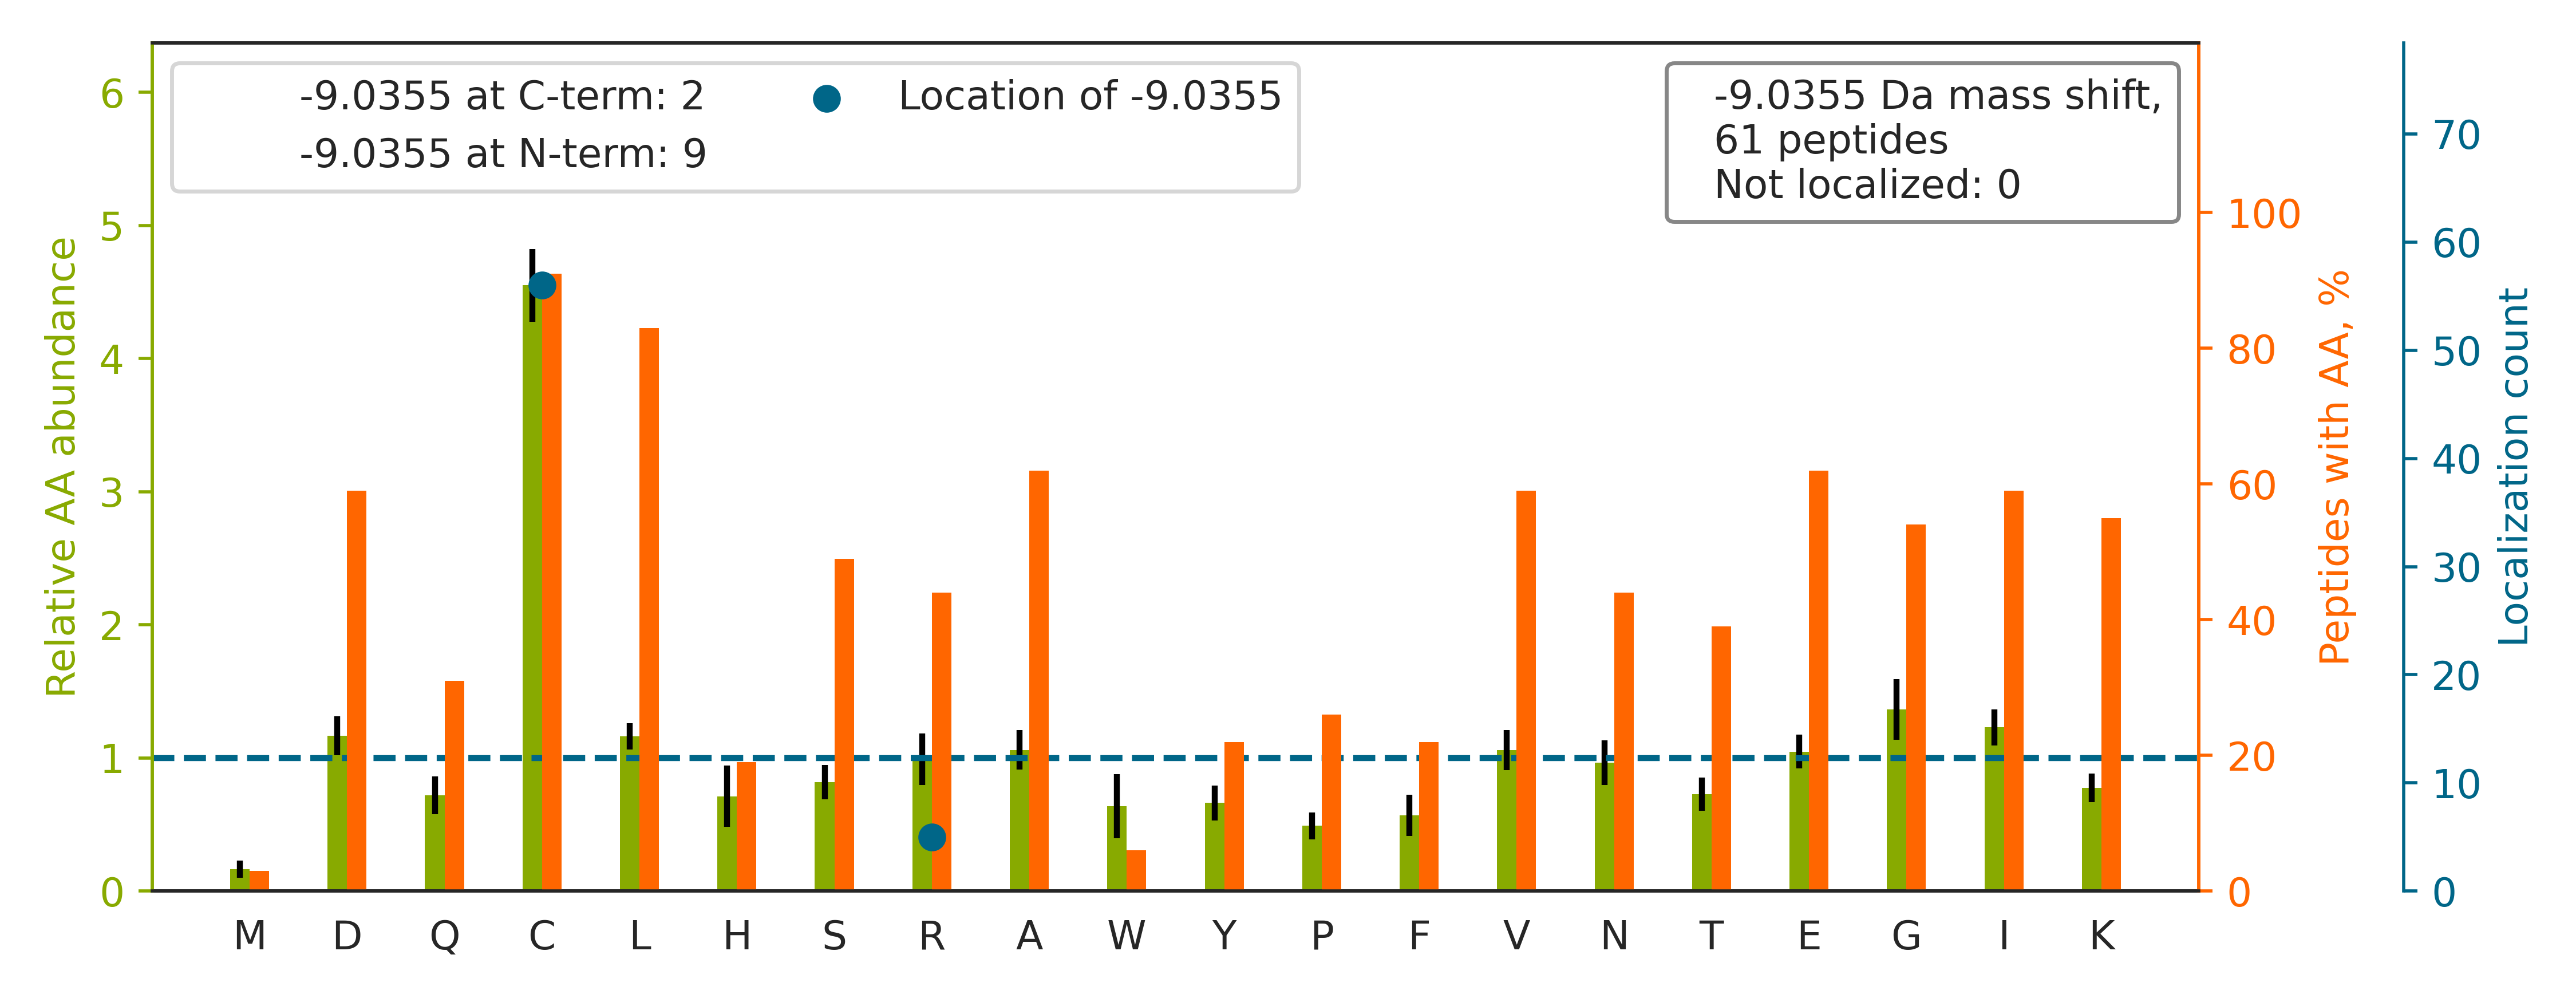 -9.0355 at C-term: 2
-9.0355 at N-term: 9
Location of -9.0355
-9.0355 Da mass shift,
61 peptides
Not localized: 0
Relative AA abundance
6
5
4
3
2
1
0
Peptides with AA, %
100
80
60
40
20
0
Localization count
70
60
50
40
30
20
10
0
M D Q C L H S R A W Y P F V N T E G I K